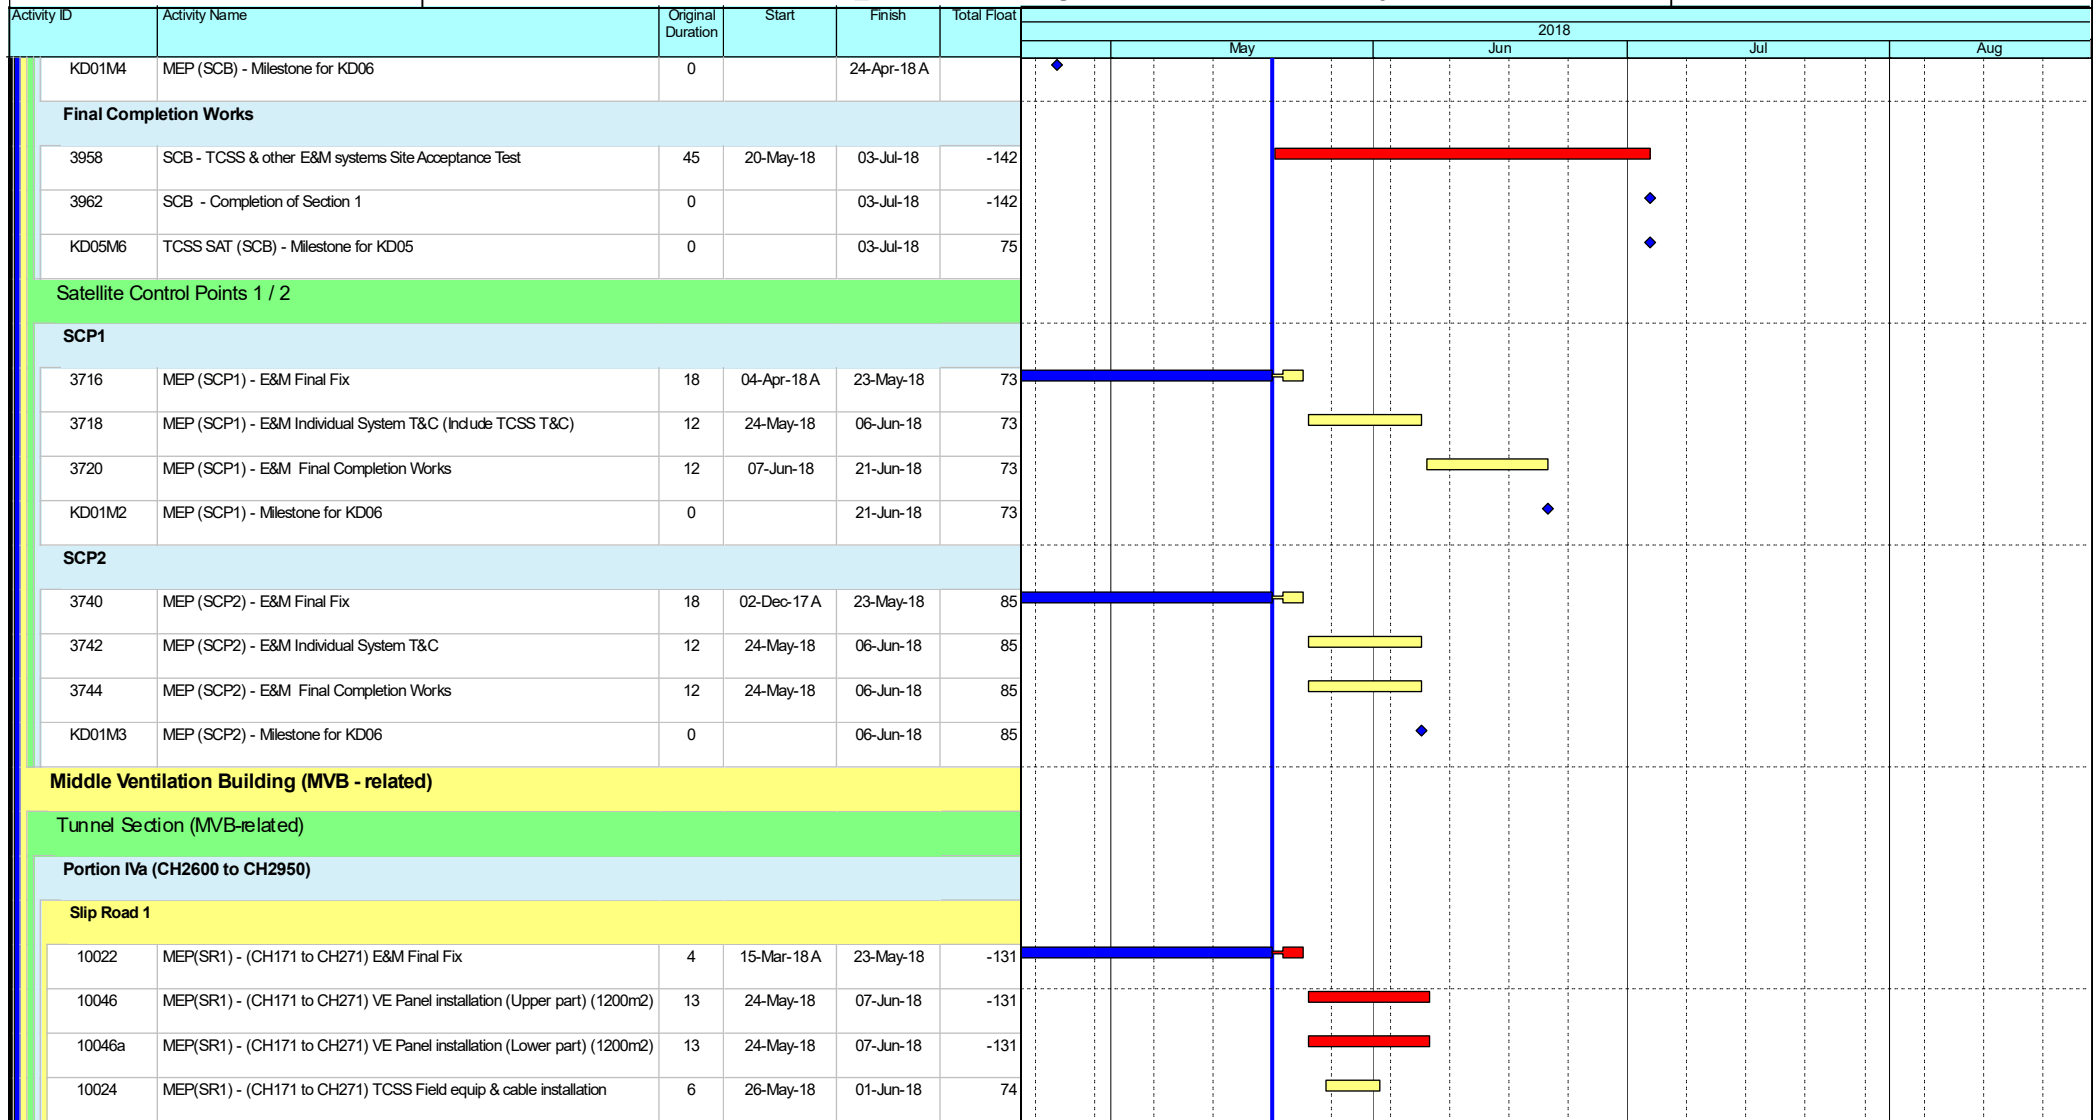 Activity ID Activity Name Original Duration Start Finish Total Float
2018
May Jun Jul Aug
KD01M4 MEP (SCB) - Milestone for KD06 0 24-Apr-18 A
Final Completion Works
3958 SCB - TCSS & other E&M systems Site Acceptance Test 45 20-May-18 03-Jul-18 -142
3962 SCB - Completion of Section 1 0 03-Jul-18 -142
KD05M6 TCSS SAT (SCB) - Milestone for KD05 0 03-Jul-18 75
Satellite Control Points 1 / 2
SCP1
3716 MEP (SCP1) - E&M Final Fix 18 04-Apr-18 A 23-May-18 73
3718 MEP (SCP1) - E&M Individual System T&C (Include TCSS T&C) 12 24-May-18 06-Jun-18 73
3720 MEP (SCP1) - E&M Final Completion Works 12 07-Jun-18 21-Jun-18 73
KD01M2 MEP (SCP1) - Milestone for KD06 0 21-Jun-18 73
SCP2
3740 MEP (SCP2) - E&M Final Fix 18 02-Dec-17 A 23-May-18 85
3742 MEP (SCP2) - E&M Individual System T&C 12 24-May-18 06-Jun-18 85
3744 MEP (SCP2) - E&M Final Completion Works 12 24-May-18 06-Jun-18 85
KD01M3 MEP (SCP2) - Milestone for KD06 0 06-Jun-18 85
Middle Ventilation Building (MVB - related)
Tunnel Section (MVB-related)
Portion IVa (CH2600 to CH2950)
Slip Road 1
10022 MEP(SR1) - (CH171 to CH271) E&M Final Fix 4 15-Mar-18 A 23-May-18 -131
10046 MEP(SR1) - (CH171 to CH271) VE Panel installation (Upper part) (1200m2) 13 24-May-18 07-Jun-18 -131
10046a MEP(SR1) - (CH171 to CH271) VE Panel installation (Lower part) (1200m2) 13 24-May-18 07-Jun-18 -131
10024 MEP(SR1) - (CH171 to CH271) TCSS Field equip & cable installation 6 26-May-18 01-Jun-18 74